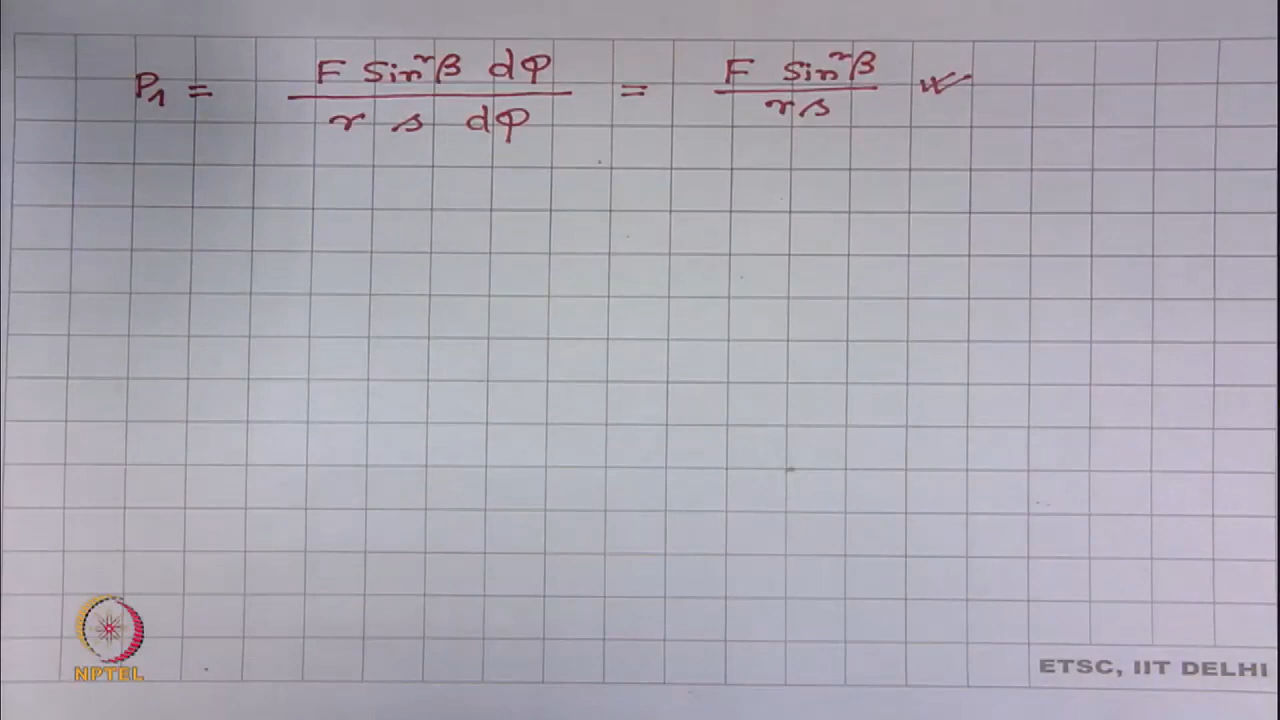 P₁ = F Sin²β dφ / r s dφ = F Sin²β / r s
NPTEL
ETSC, IIT DELHI